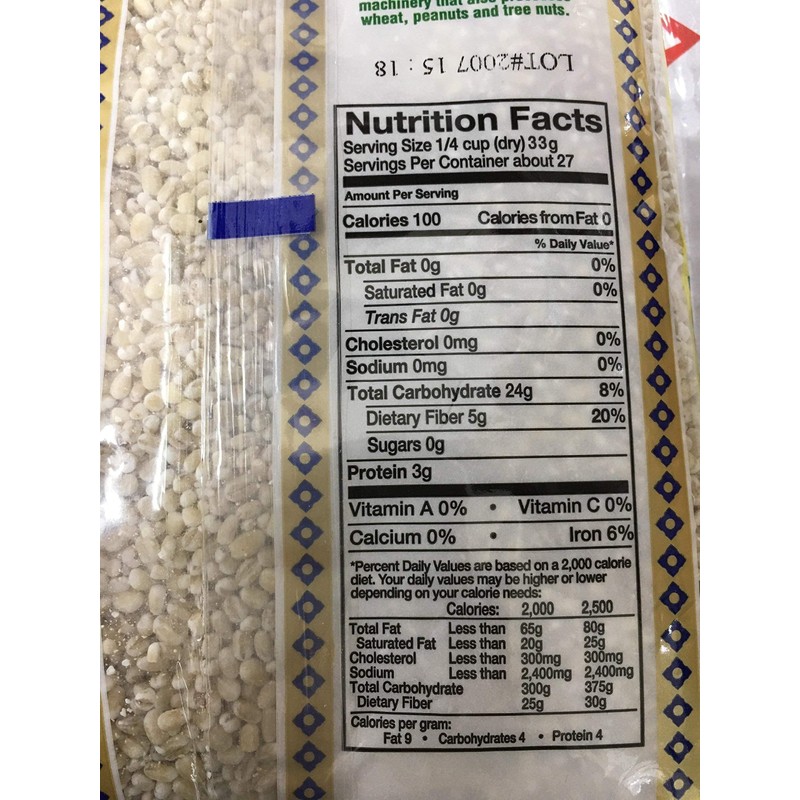 machinery that also
wheat, peanuts and tree nuts.
LOT#2007 15:18
Nutrition Facts
Serving Size 1/4 cup (dry) 33g
Servings Per Container about 27
Amount Per Serving
Calories 100 Calories from Fat 0
% Daily Value*
Total Fat 0g 0%
Saturated Fat 0g 0%
Trans Fat 0g
Cholesterol 0mg 0%
Sodium 0mg 0%
Total Carbohydrate 24g 8%
Dietary Fiber 5g 20%
Sugars 0g
Protein 3g
Vitamin A 0% • Vitamin C 0%
Calcium 0% • Iron 6%
*Percent Daily Values are based on a 2,000 calorie
diet. Your daily values may be higher or lower
depending on your calorie needs:
Calories: 2,000 2,500
Total Fat Less than 65g 80g
Saturated Fat Less than 20g 25g
Cholesterol Less than 300mg 300mg
Sodium Less than 2,400mg 2,400mg
Total Carbohydrate 300g 375g
Dietary Fiber 25g 30g
Calories per gram:
Fat 9 • Carbohydrates 4 • Protein 4